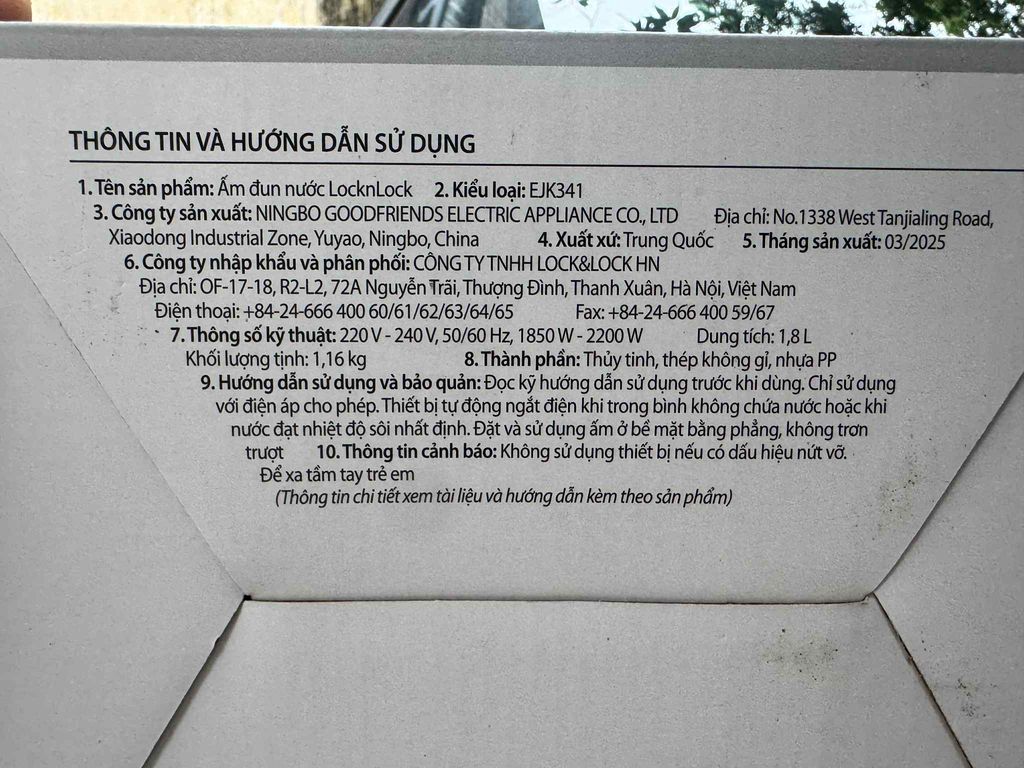 THÔNG TIN VÀ HƯỚNG DẪN SỬ DỤNG
1. Tên sản phẩm: Ấm đun nước LocknLock 2. Kiểu loại: EJK341
3. Công ty sản xuất: NINGBO GOODFRIENDS ELECTRIC APPLIANCE CO., LTD Địa chỉ: No.1338 West Tanjialing Road,
Xiaodong Industrial Zone, Yuyao, Ningbo, China 4. Xuất xứ: Trung Quốc 5. Tháng sản xuất: 03/2025
6. Công ty nhập khẩu và phân phối: CÔNG TY TNHH LOCK&LOCK HN
Địa chỉ: OF-17-18, R2-L2, 72A Nguyễn Trãi, Thượng Đình, Thanh Xuân, Hà Nội, Việt Nam
Điện thoại: +84-24-666 400 60/61/62/63/64/65 Fax: +84-24-666 400 59/67
7. Thông số kỹ thuật: 220 V - 240 V, 50/60 Hz, 1850 W - 2200 W Dung tích: 1,8 L
Khối lượng tịnh: 1,16 kg 8. Thành phần: Thủy tinh, thép không gỉ, nhựa PP
9. Hướng dẫn sử dụng và bảo quản: Đọc kỹ hướng dẫn sử dụng trước khi dùng. Chỉ sử dụng
với điện áp cho phép. Thiết bị tự động ngắt điện khi trong bình không chứa nước hoặc khi
nước đạt nhiệt độ sôi nhất định. Đặt và sử dụng ấm ở bề mặt bằng phẳng, không trơn
trượt 10. Thông tin cảnh báo: Không sử dụng thiết bị nếu có dấu hiệu nứt vỡ.
Để xa tầm tay trẻ em
(Thông tin chi tiết xem tài liệu và hướng dẫn kèm theo sản phẩm)